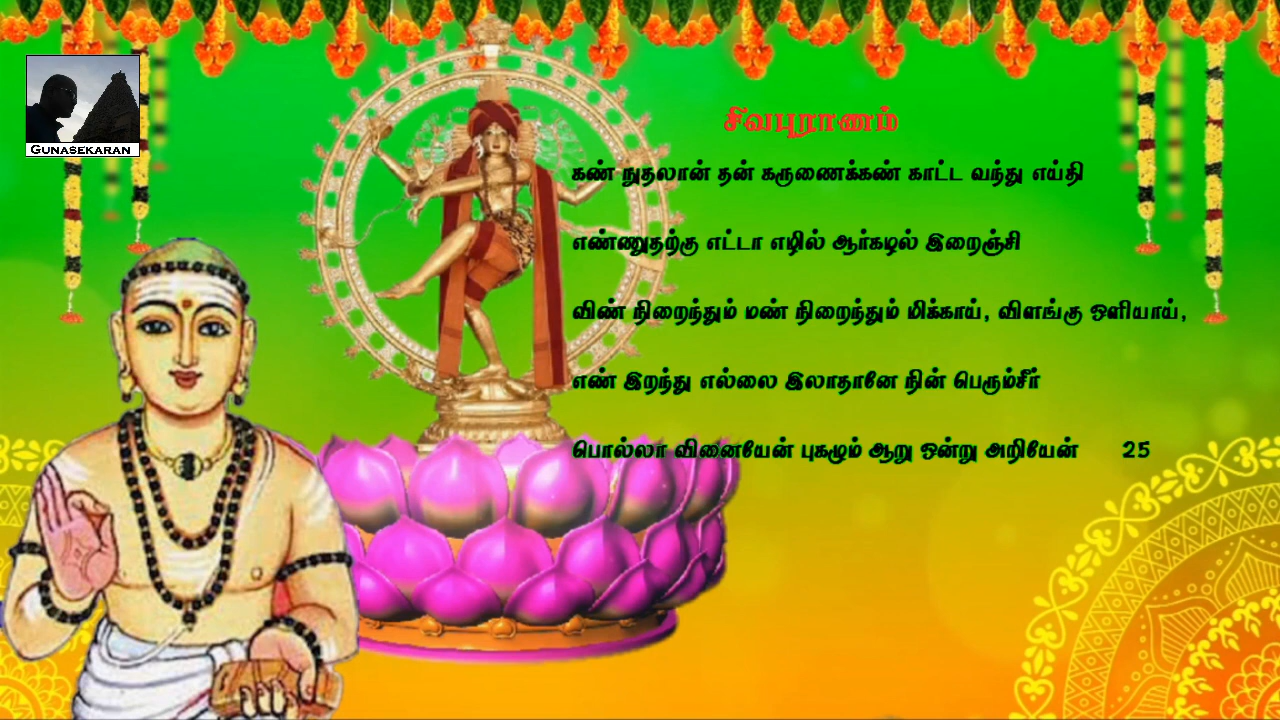 GUNASEKARAN
சிவபுராணம்
கண் நுதலான் தன் கருணைக்கண் காட்ட வந்து எய்தி
எண்ணுதற்கு எட்டா எழில் ஆர்கழல் இறைஞ்சி
விண் நிறைந்தும் மண் நிறைந்தும் மிக்காய், விளங்கு ஒளியாய்,
எண் இறந்து எல்லை இலாதானே நின் பெரும்சீர்
பொல்லா வினையேன் புகழும் ஆறு ஒன்று அறியேன் 25